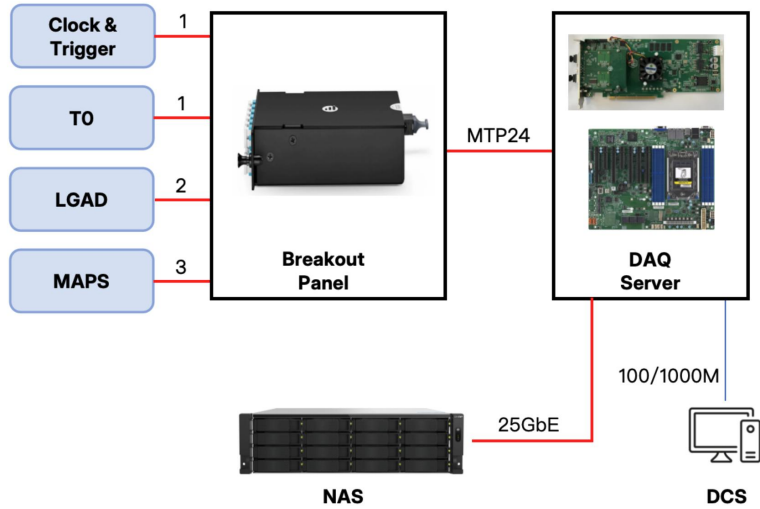 Clock &
Trigger
1
T0
1
LGAD
2
MAPS
3
Breakout
Panel
MTP24
DAQ
Server
100/1000M
25GbE
NAS
DCS